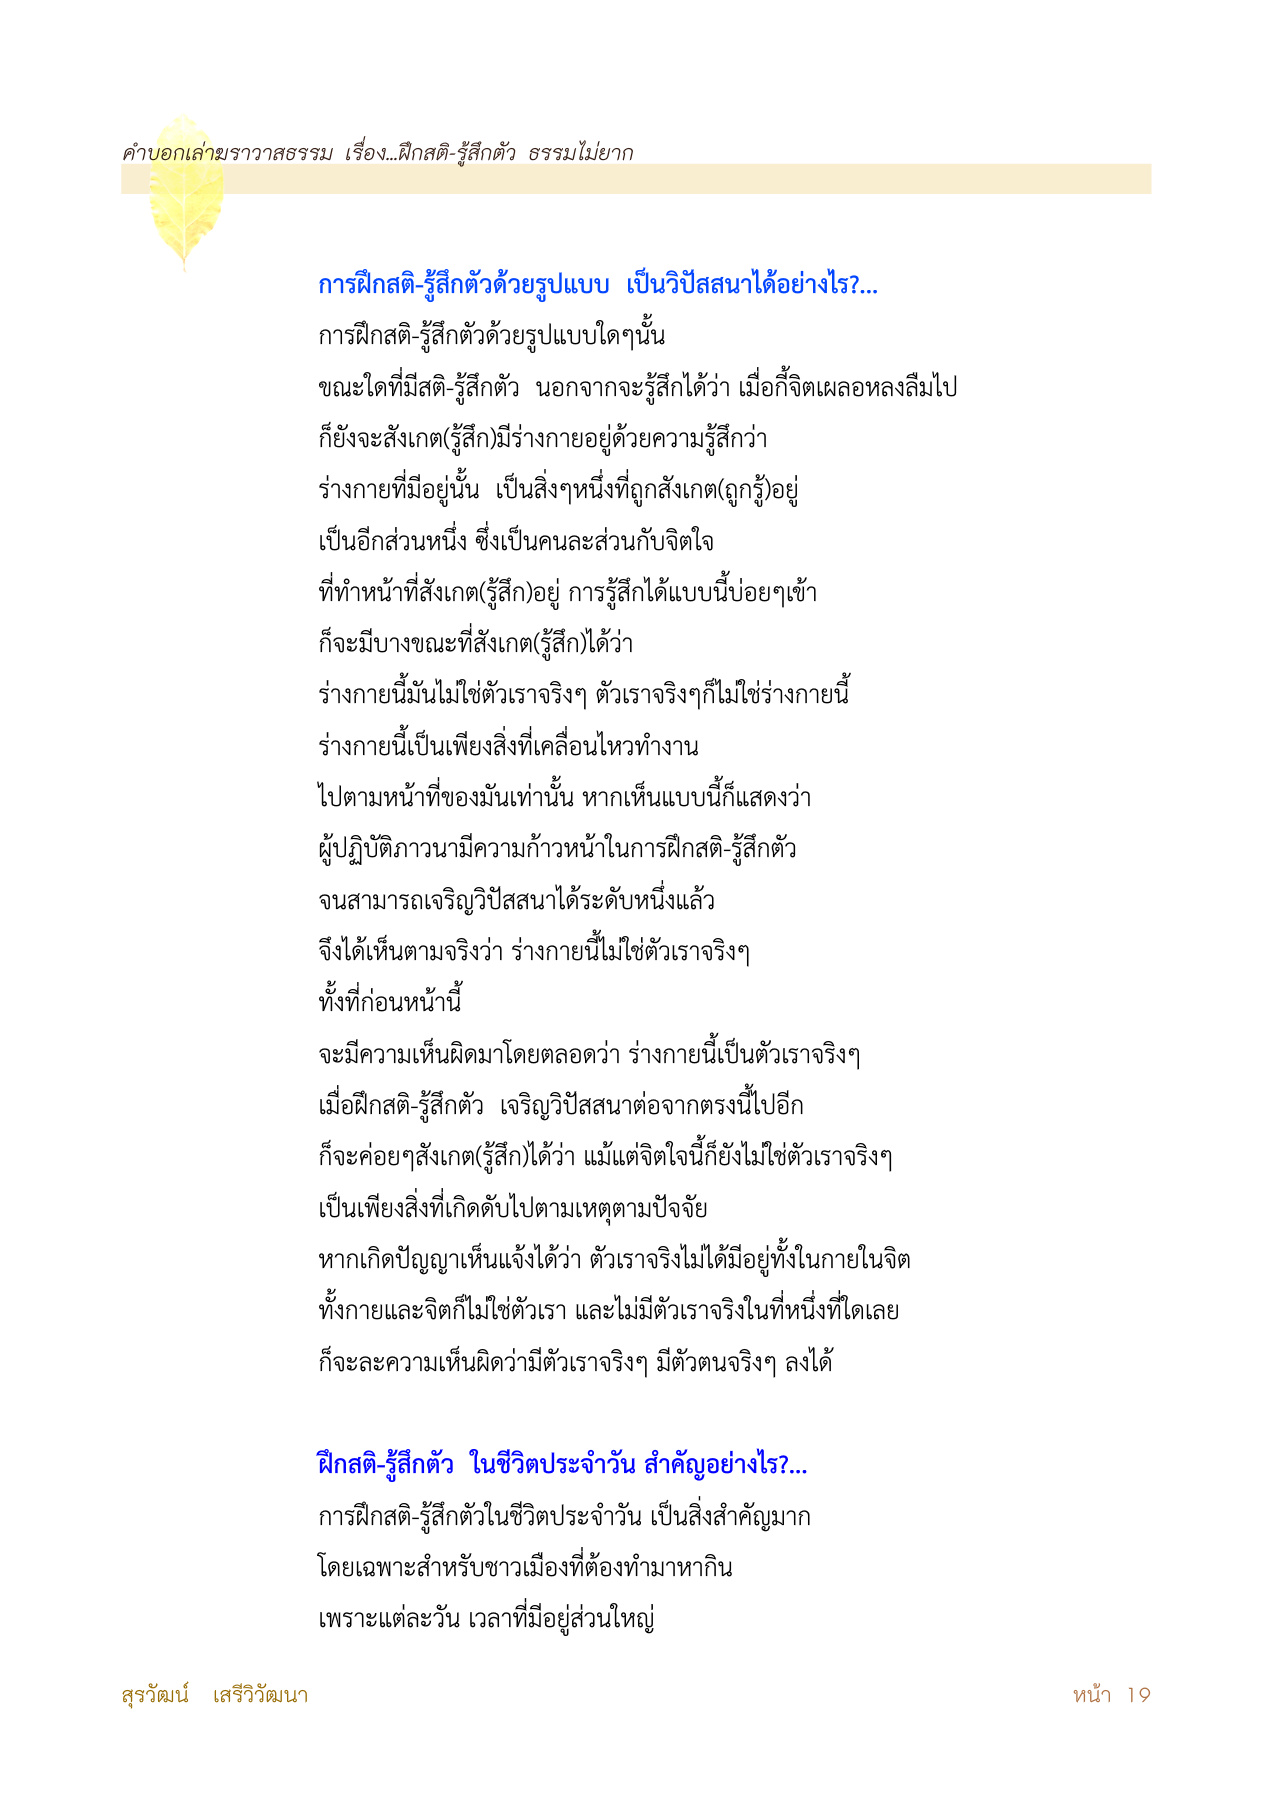 คำบอกเล่าฆราวาสธรรม เรื่อง...ฝึกสติ-รู้สึกตัว ธรรมไม่ยาก
การฝึกสติ-รู้สึกตัวด้วยรูปแบบ เป็นวิปัสสนาได้อย่างไร?...
การฝึกสติ-รู้สึกตัวด้วยรูปแบบใดๆนั้น
ขณะใดที่มีสติ-รู้สึกตัว นอกจากจะรู้สึกได้ว่า เมื่อกี้จิตเผลอหลงลืมไป
ก็ยังจะสังเกต(รู้สึก)มีร่างกายอยู่ด้วยความรู้สึกว่า
ร่างกายที่มีอยู่นั้น เป็นสิ่งๆหนึ่งที่ถูกสังเกต(ถูกรู้)อยู่
เป็นอีกส่วนหนึ่ง ซึ่งเป็นคนละส่วนกับจิตใจ
ที่ทำหน้าที่สังเกต(รู้สึก)อยู่ การรู้สึกได้แบบนี้บ่อยๆเข้า
ก็จะมีบางขณะที่สังเกต(รู้สึก)ได้ว่า
ร่างกายนี้มันไม่ใช่ตัวเราจริงๆ ตัวเราจริงๆก็ไม่ใช่ร่างกายนี้
ร่างกายนี้เป็นเพียงสิ่งที่เคลื่อนไหวทำงาน
ไปตามหน้าที่ของมันเท่านั้น หากเห็นแบบนี้ก็แสดงว่า
ผู้ปฏิบัติภาวนามีความก้าวหน้าในการฝึกสติ-รู้สึกตัว
จนสามารถเจริญวิปัสสนาได้ระดับหนึ่งแล้ว
จึงได้เห็นตามจริงว่า ร่างกายนี้ไม่ใช่ตัวเราจริงๆ
ทั้งที่ก่อนหน้านี้
จะมีความเห็นผิดมาโดยตลอดว่า ร่างกายนี้เป็นตัวเราจริงๆ
เมื่อฝึกสติ-รู้สึกตัว เจริญวิปัสสนาต่อจากตรงนี้ไปอีก
ก็จะค่อยๆสังเกต(รู้สึก)ได้ว่า แม้แต่จิตใจนี้ก็ยังไม่ใช่ตัวเราจริงๆ
เป็นเพียงสิ่งที่เกิดดับไปตามเหตุตามปัจจัย
หากเกิดปัญญาเห็นแจ้งได้ว่า ตัวเราจริงไม่ได้มีอยู่ทั้งในกายในจิต
ทั้งกายและจิตก็ไม่ใช่ตัวเรา และไม่มีตัวเราจริงในที่หนึ่งที่ใดเลย
ก็จะละความเห็นผิดว่ามีตัวเราจริงๆ มีตัวตนจริงๆ ลงได้
ฝึกสติ-รู้สึกตัว ในชีวิตประจำวัน สำคัญอย่างไร?...
การฝึกสติ-รู้สึกตัวในชีวิตประจำวัน เป็นสิ่งสำคัญมาก
โดยเฉพาะสำหรับชาวเมืองที่ต้องทำมาหากิน
เพราะแต่ละวัน เวลาที่มีอยู่ส่วนใหญ่
สุรวัฒน์ เสรีวิวัฒนา
หน้า 19